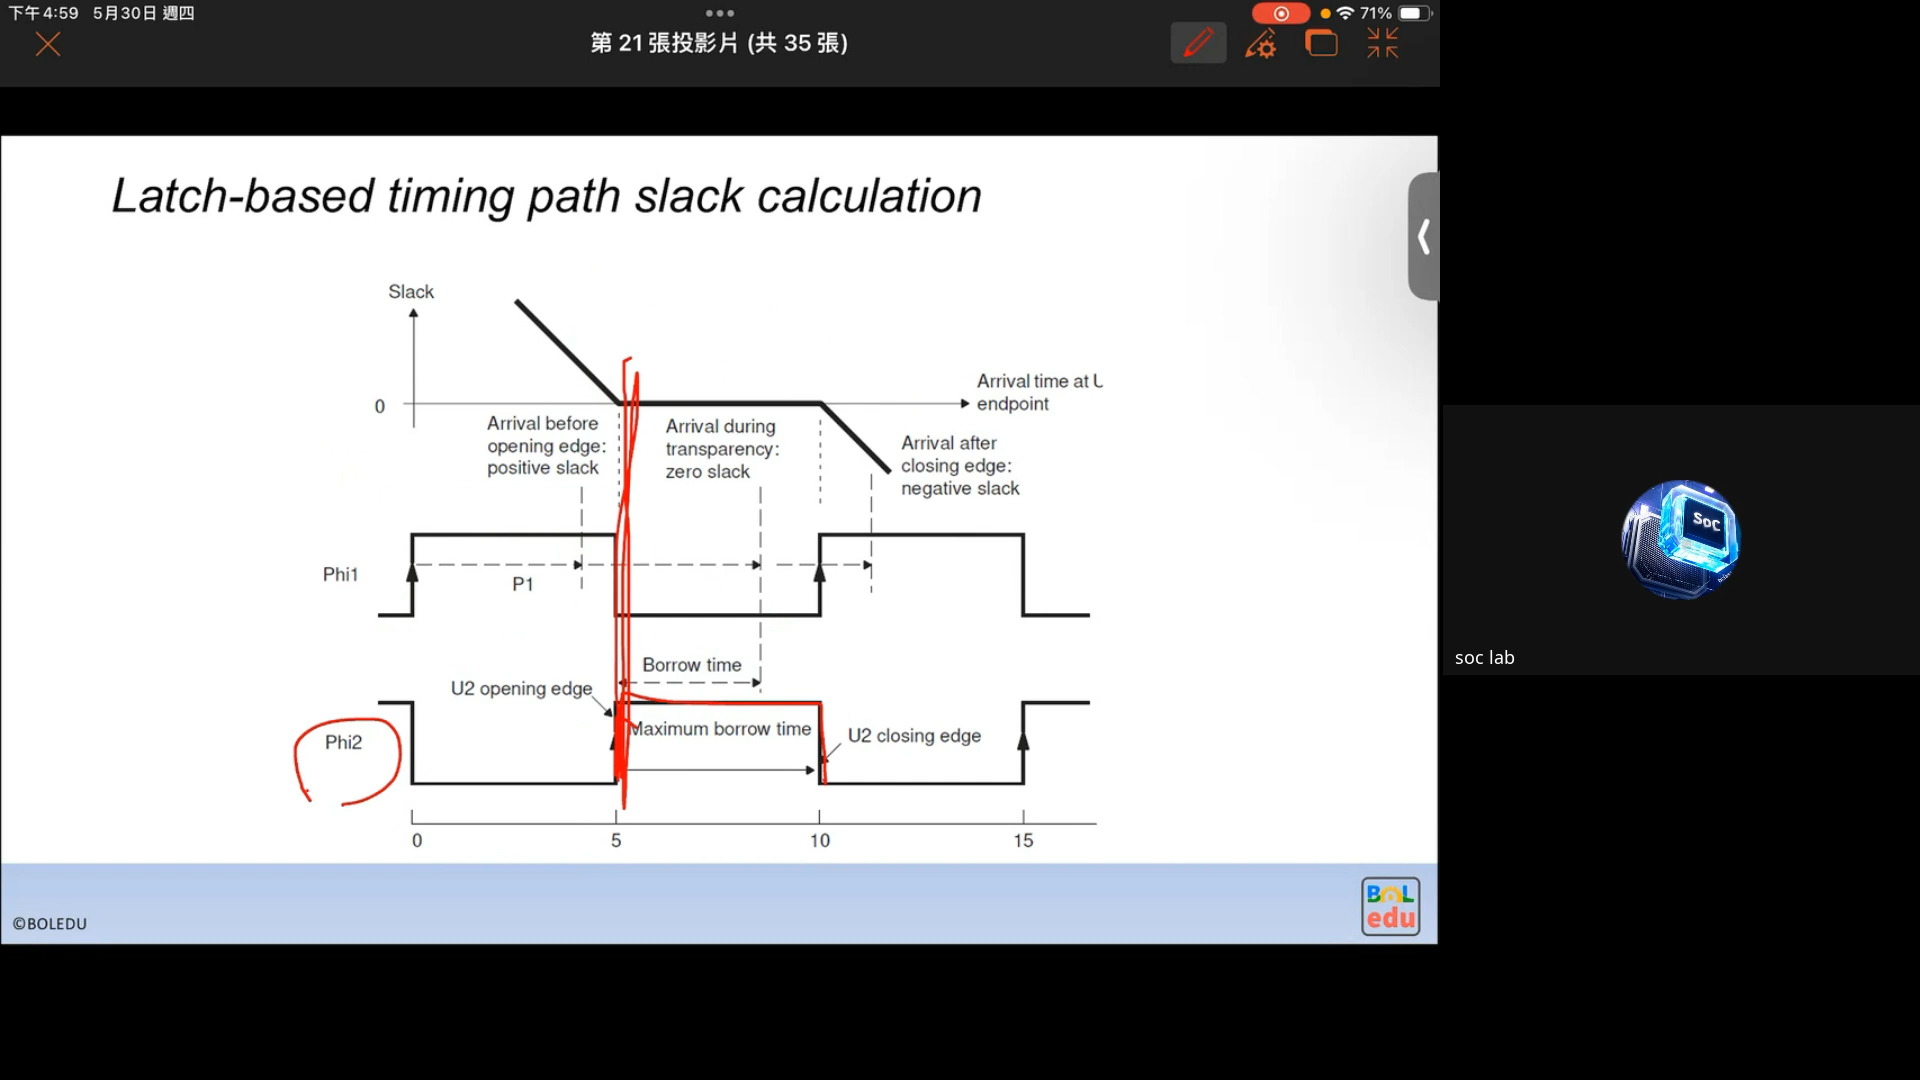 下午4:59 5月30日 週四
71%
第 21 張投影片 (共 35 張)
Latch-based timing path slack calculation
Slack
0
Arrival time at U
endpoint
Arrival before
opening edge:
positive slack
Arrival during
transparency:
zero slack
Arrival after
closing edge:
negative slack
Phi1
P1
Borrow time
U2 opening edge
Maximum borrow time
U2 closing edge
Phi2
0
5
10
15
©BOLEDU
BOL
edu
SoC
soc lab